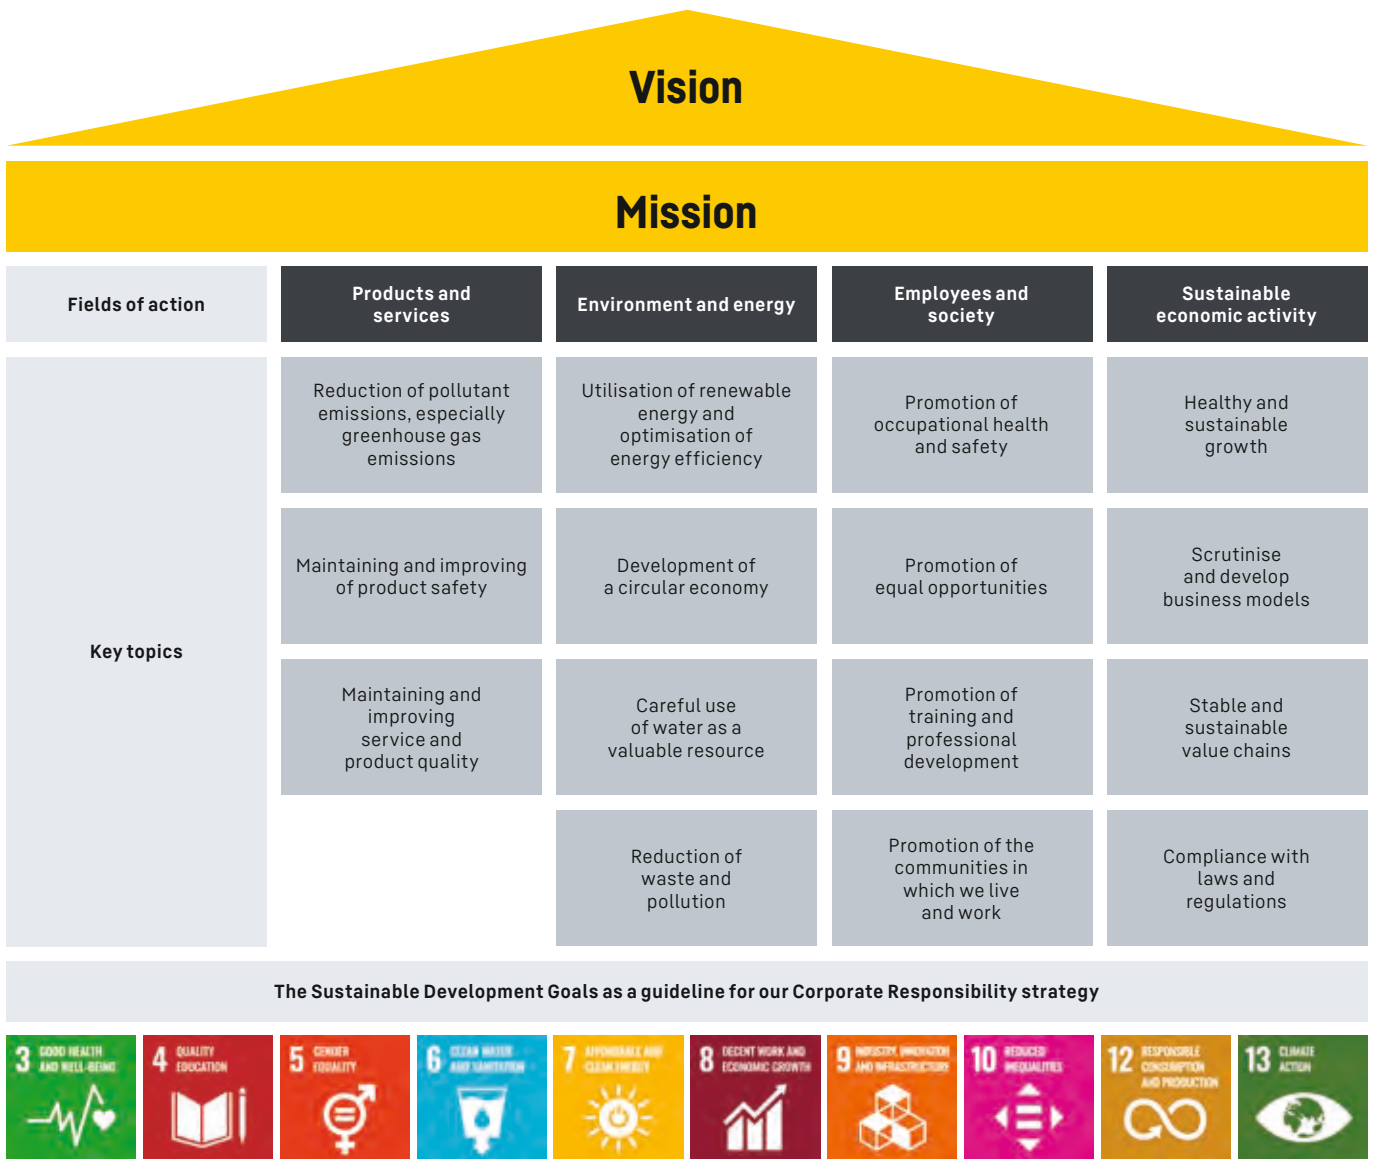 Vision
Mission
Fields of action
Products and
services
Environment and energy
Employees and
society
Sustainable
economic activity
Key topics
Reduction of pollutant
emissions, especially
greenhouse gas
emissions
Utilisation of renewable
energy and
optimisation of
energy efficiency
Promotion of
occupational health
and safety
Healthy and
sustainable
growth
Maintaining and improving
of product safety
Development of
a circular economy
Promotion of
equal opportunities
Scrutinise
and develop
business models
Maintaining and
improving
service and
product quality
Careful use
of water as a
valuable resource
Promotion of
training and
professional
development
Stable and
sustainable
value chains
Reduction of
waste and
pollution
Promotion of the
communities in
which we live
and work
Compliance with
laws and
regulations
The Sustainable Development Goals as a guideline for our Corporate Responsibility strategy
3 GOOD HEALTH
AND WELL-BEING
4 QUALITY
EDUCATION
5 GENDER
EQUALITY
6 CLEAN WATER
AND SANITATION
7 AFFORDABLE AND
CLEAN ENERGY
8 DECENT WORK AND
ECONOMIC GROWTH
9 INDUSTRY, INNOVATION
AND INFRASTRUCTURE
10 REDUCED
INEQUALITIES
12 RESPONSIBLE
CONSUMPTION
AND PRODUCTION
13 CLIMATE
ACTION